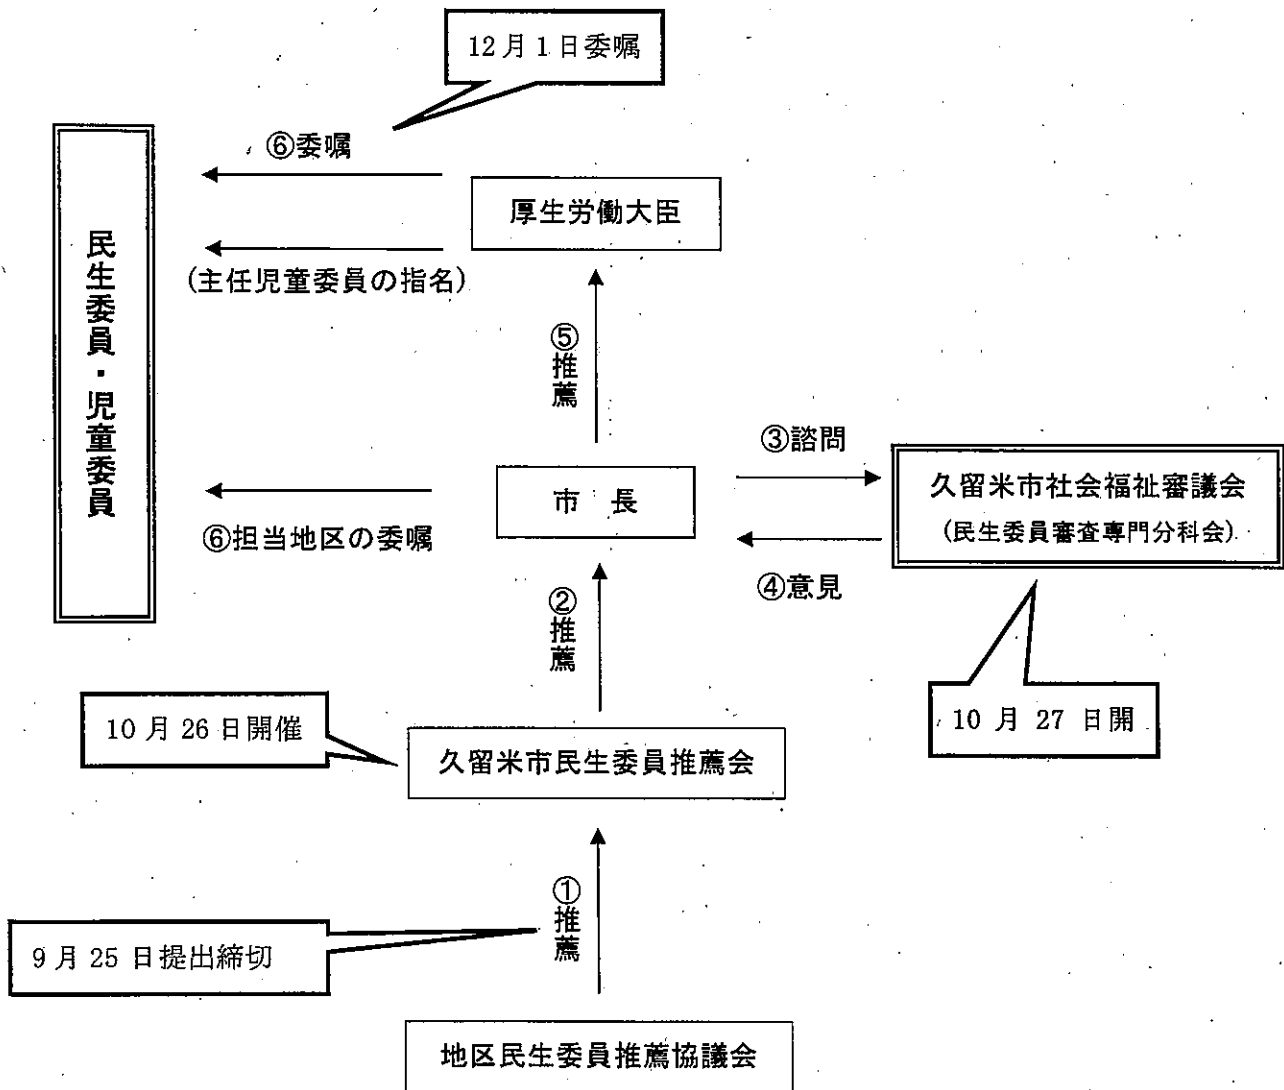 12月1日委嘱
⑥委嘱
厚生労働大臣
(主任児童委員の指名)
民生委員・児童委員
⑤推薦
③諮問
久留米市社会福祉審議会
(民生委員審査専門分科会)
市 長
⑥担当地区の委嘱
④意見
②推薦
10月26日開催
10 月 27 日開
久留米市民生委員推薦会
①推薦
9月25日提出締切
地区民生委員推薦協議会